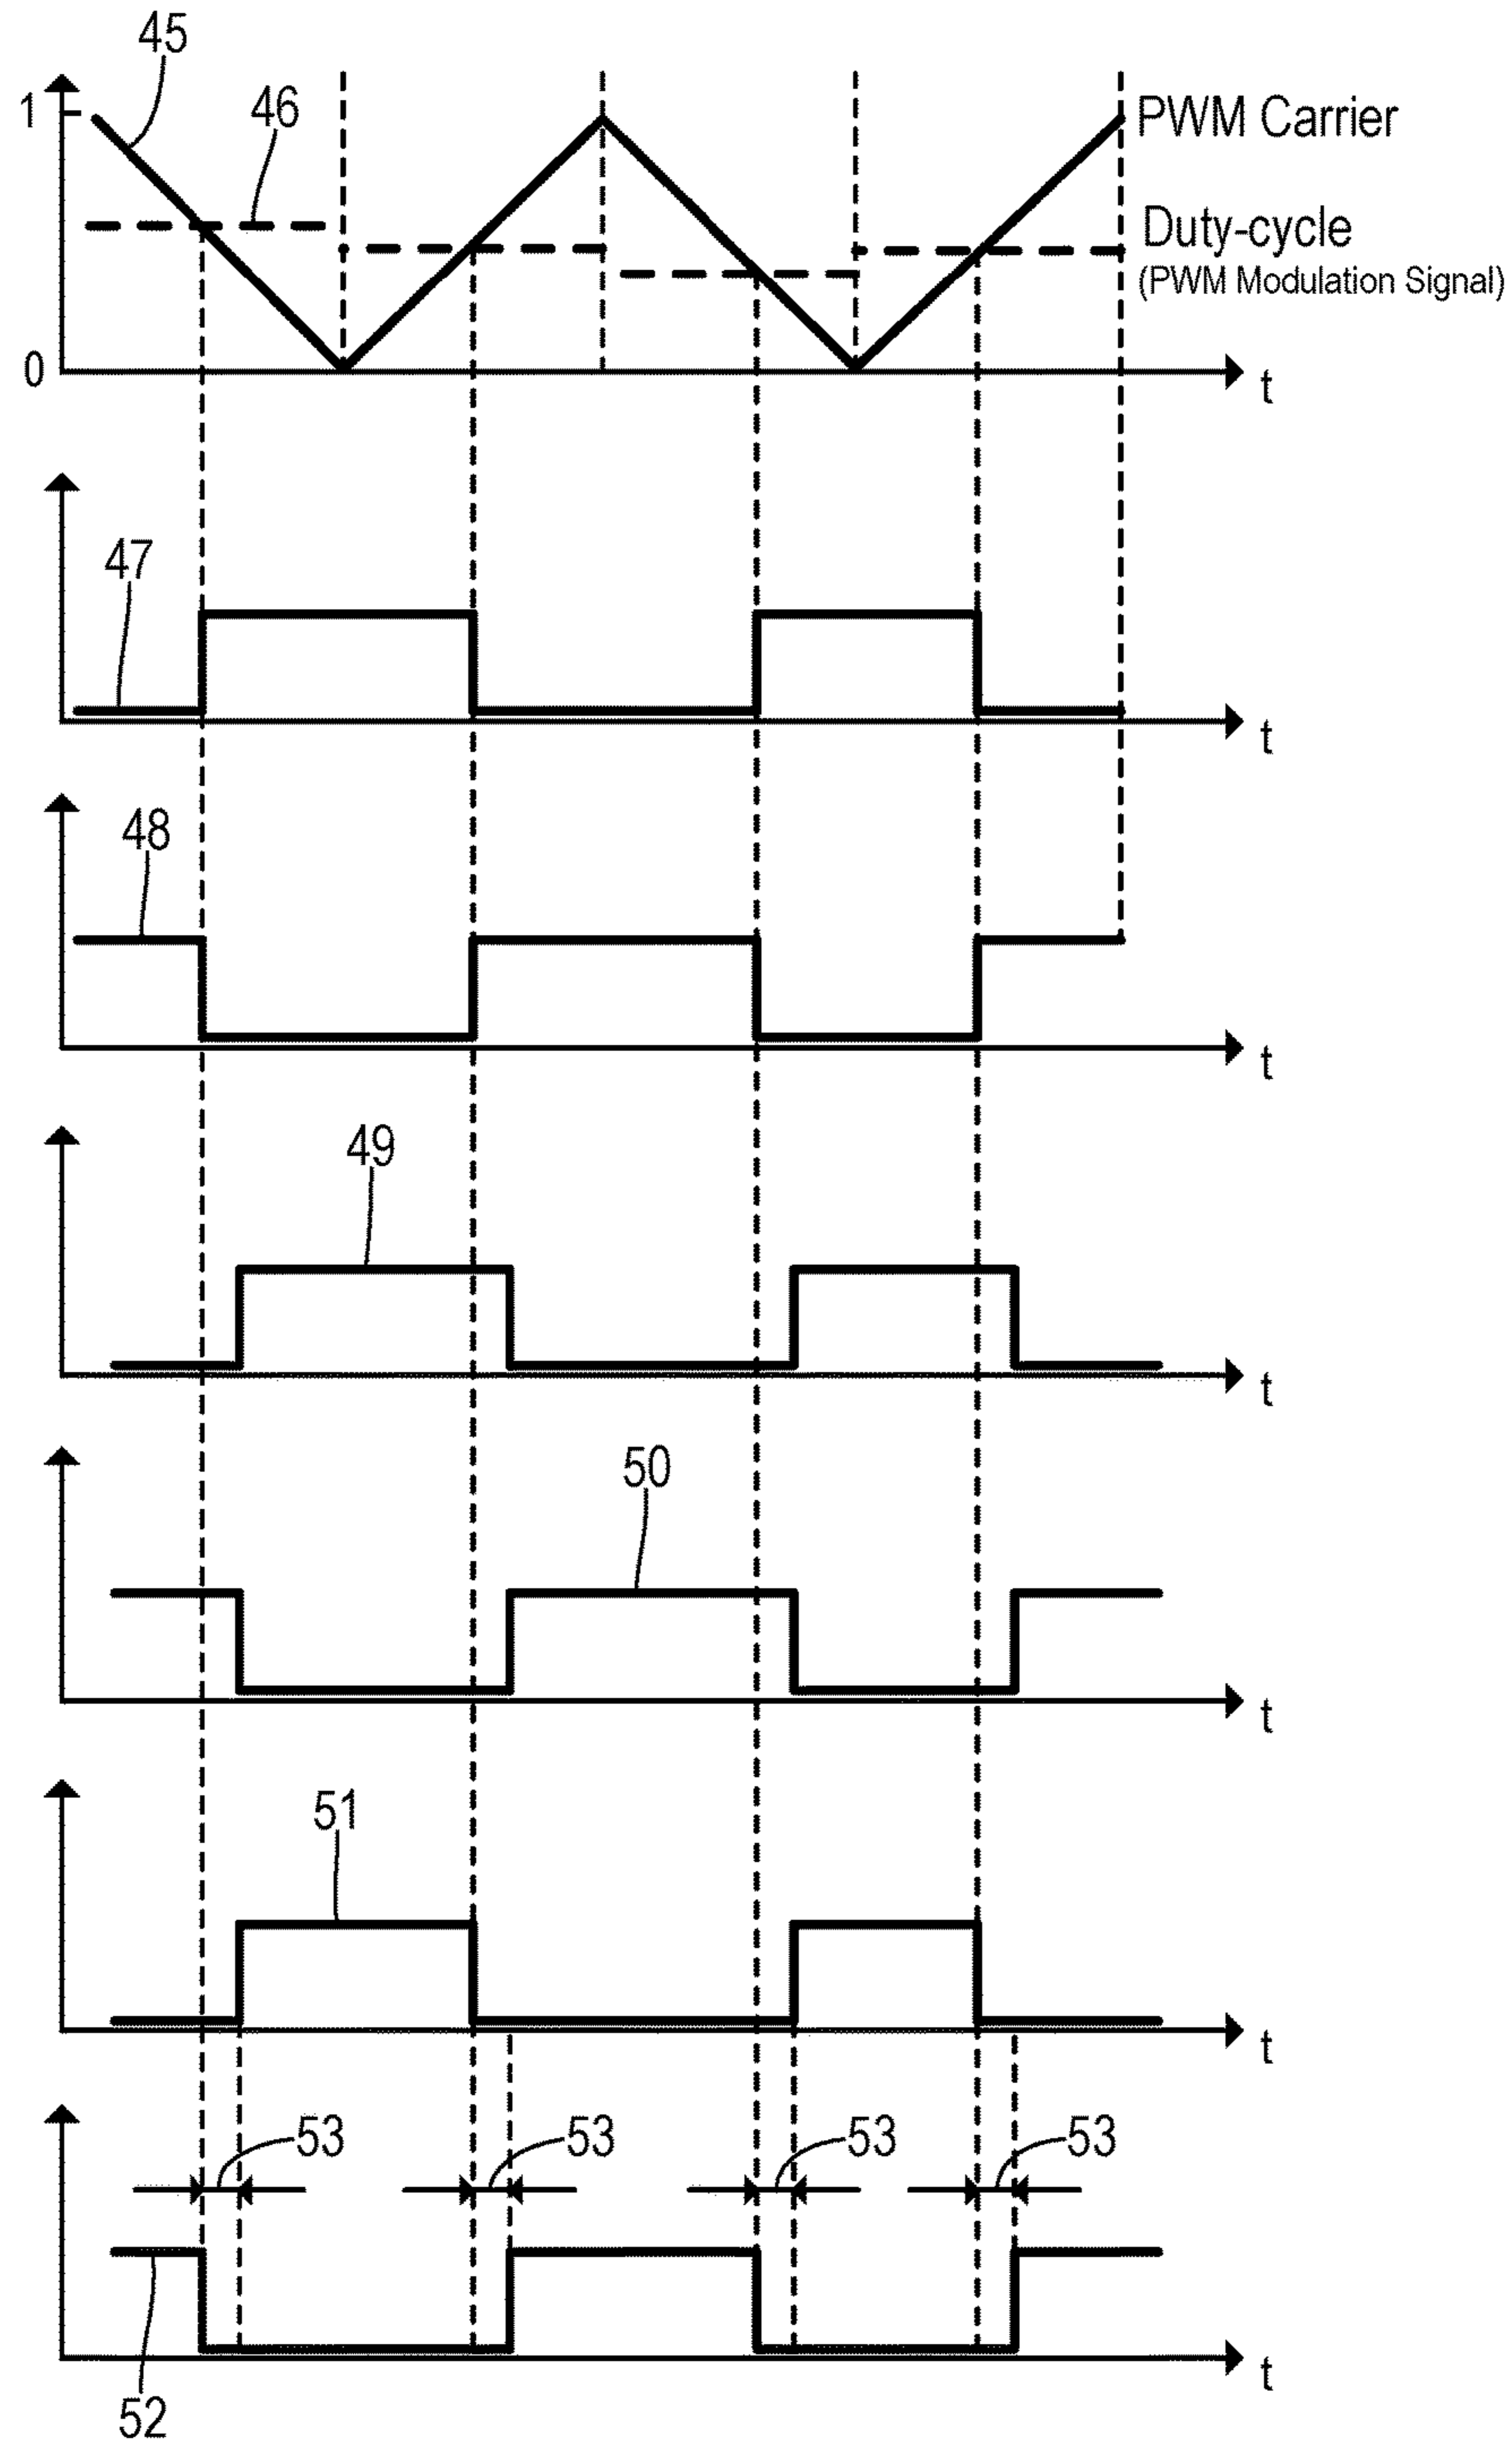 45
1
46
PWM Carrier
Duty-cycle
(PWM Modulation Signal)
0
t
47
t
48
t
49
t
50
t
51
t
53
53
53
53
t
52